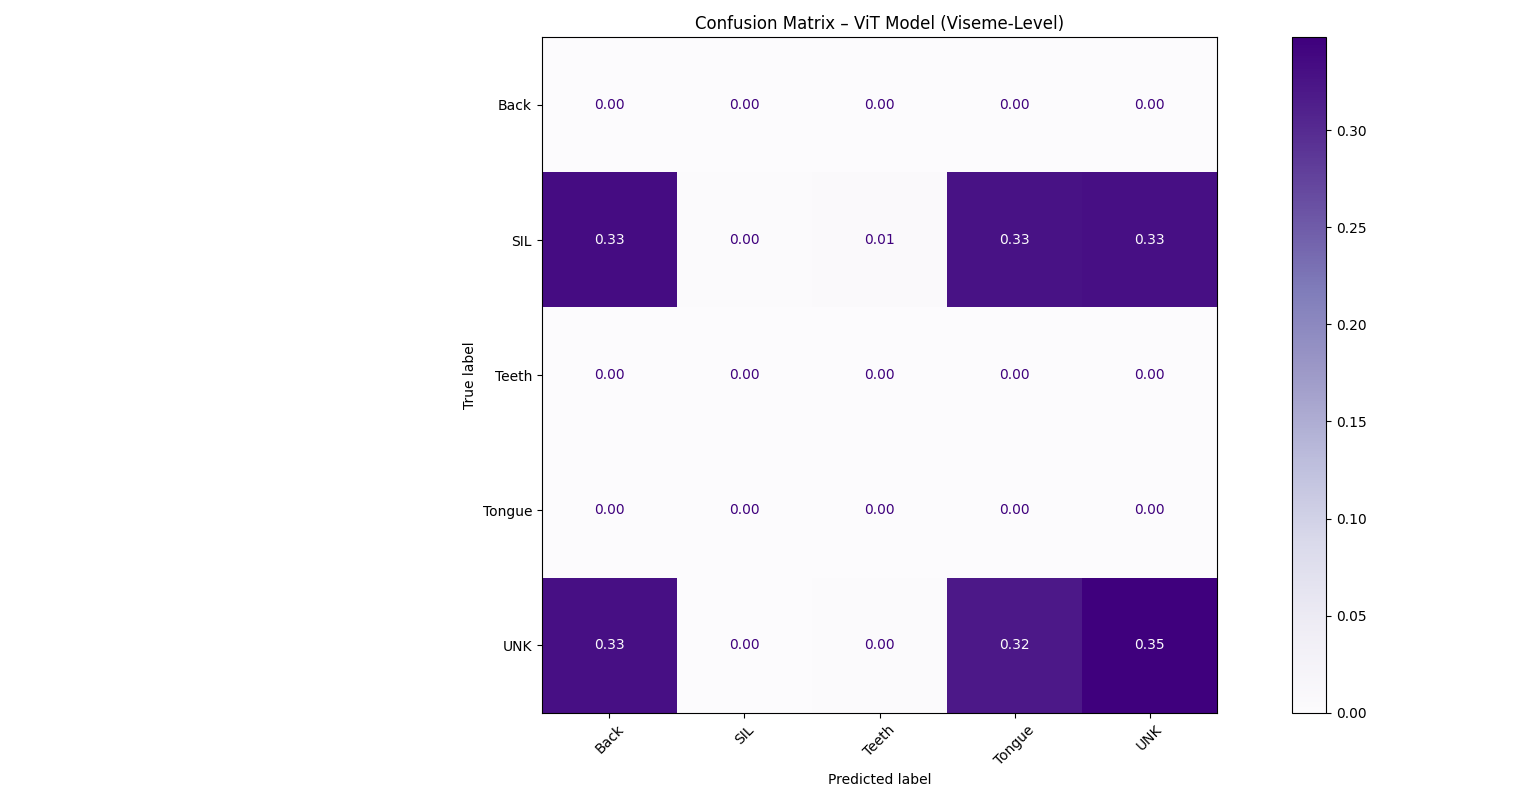 Confusion Matrix – ViT Model (Viseme-Level)
Back 0.00 0.00 0.00 0.00 0.00
SIL 0.33 0.00 0.01 0.33 0.33
Teeth 0.00 0.00 0.00 0.00 0.00
Tongue 0.00 0.00 0.00 0.00 0.00
UNK 0.33 0.00 0.00 0.32 0.35
True label
Back SIL Teeth Tongue UNK
Predicted label
0.30
0.25
0.20
0.15
0.10
0.05
0.00